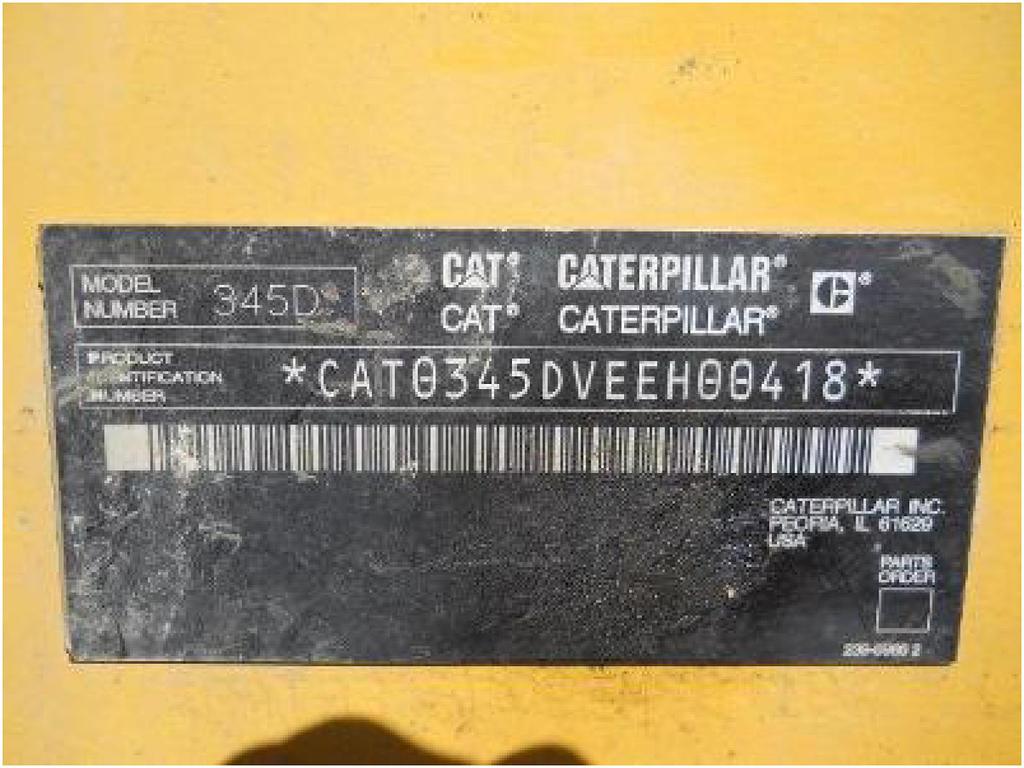 MODEL
NUMBER 345D
CAT® CATERPILLAR®
CAT® CATERPILLAR®
PRODUCT
IDENTIFICATION
NUMBER
*CAT0345DVEEH00418*
CATERPILLAR INC.
PEORIA, IL 61629
USA
PARTS
ORDER